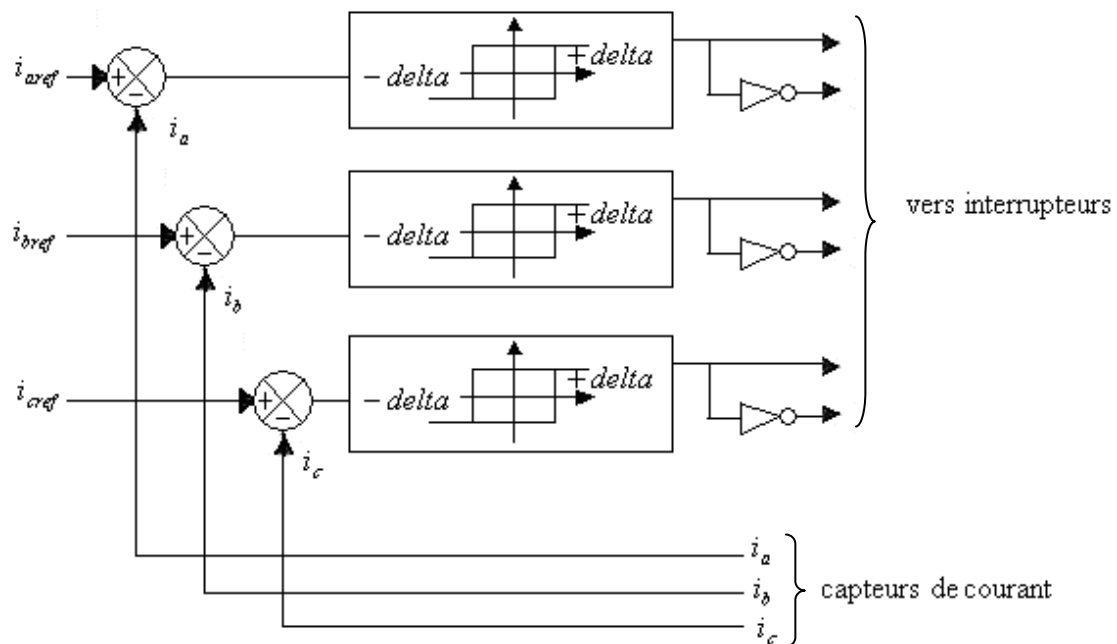 i_aref
+
−
i_a
− delta
+ delta
i_bref
+
−
i_b
− delta
+ delta
vers interrupteurs
i_cref
+
−
i_c
− delta
+ delta
i_a
i_b
i_c
capteurs de courant